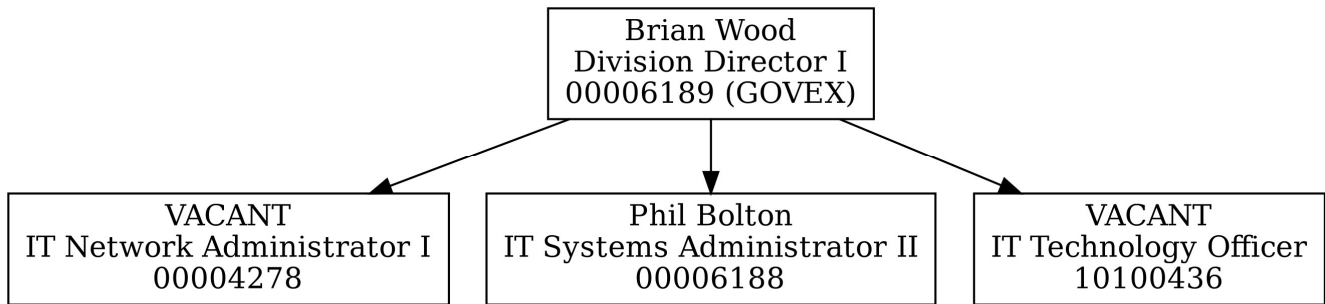 Brian Wood
Division Director I
00006189 (GOVEX)
VACANT
IT Network Administrator I
00004278
Phil Bolton
IT Systems Administrator II
00006188
VACANT
IT Technology Officer
10100436